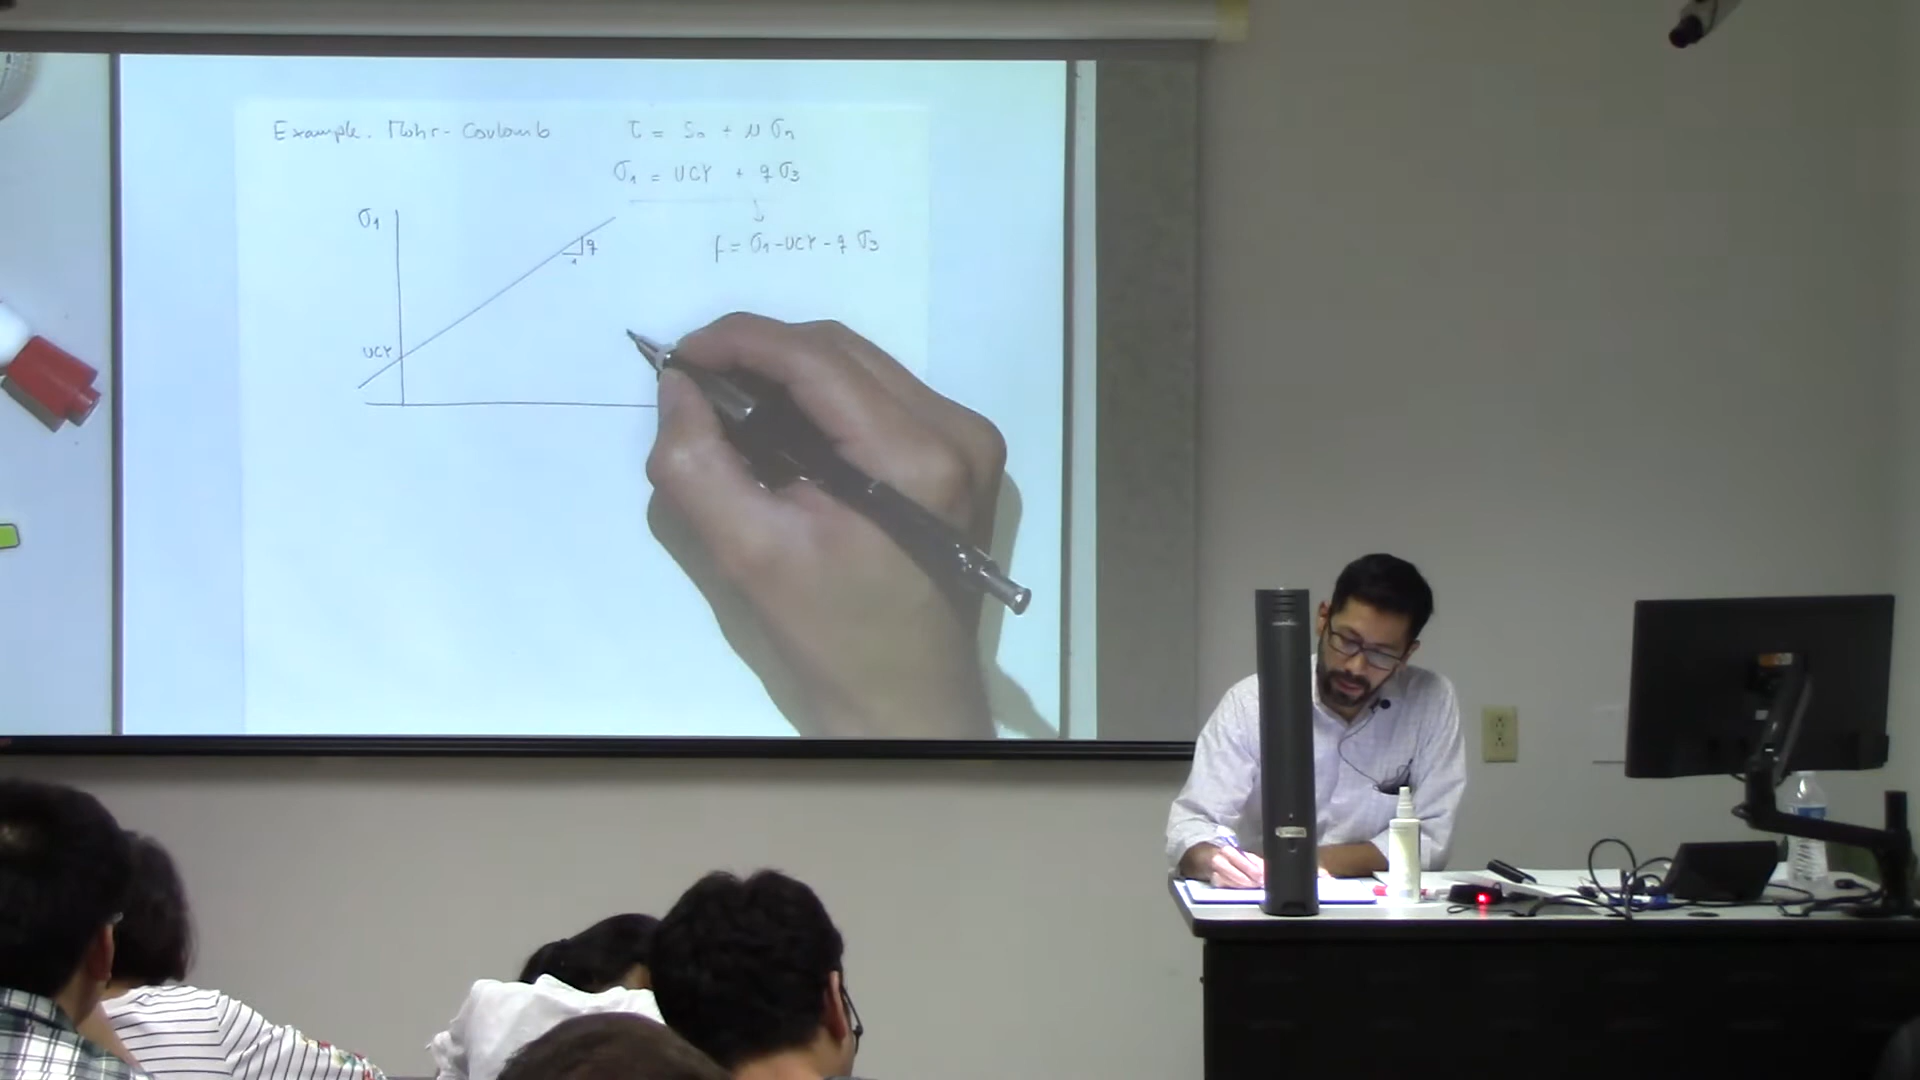 Example. Mohr-Coulomb
τ = S₀ + μ σn
σ₁ = UCY + q σ₃
↓
f = σ₁ - UCY - q σ₃
σ₁
q
1
UCY